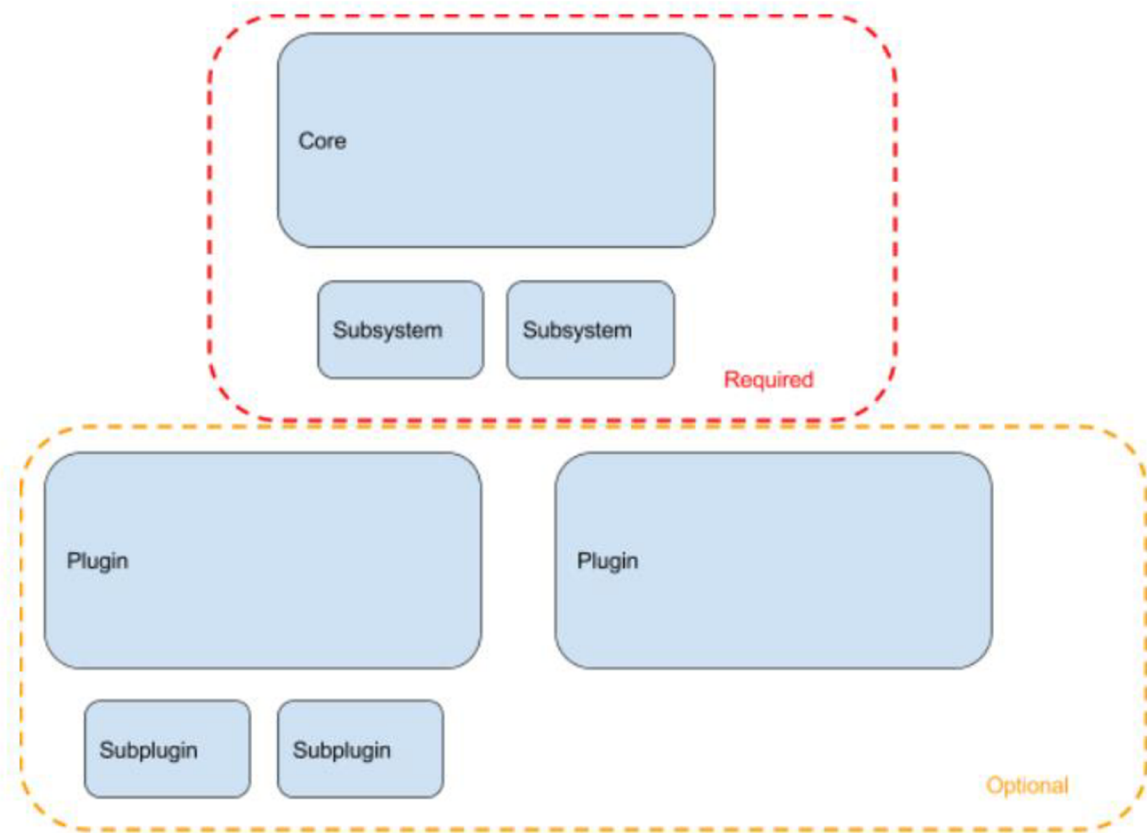 Core
Subsystem
Subsystem
Required
Plugin
Plugin
Subplugin
Subplugin
Optional